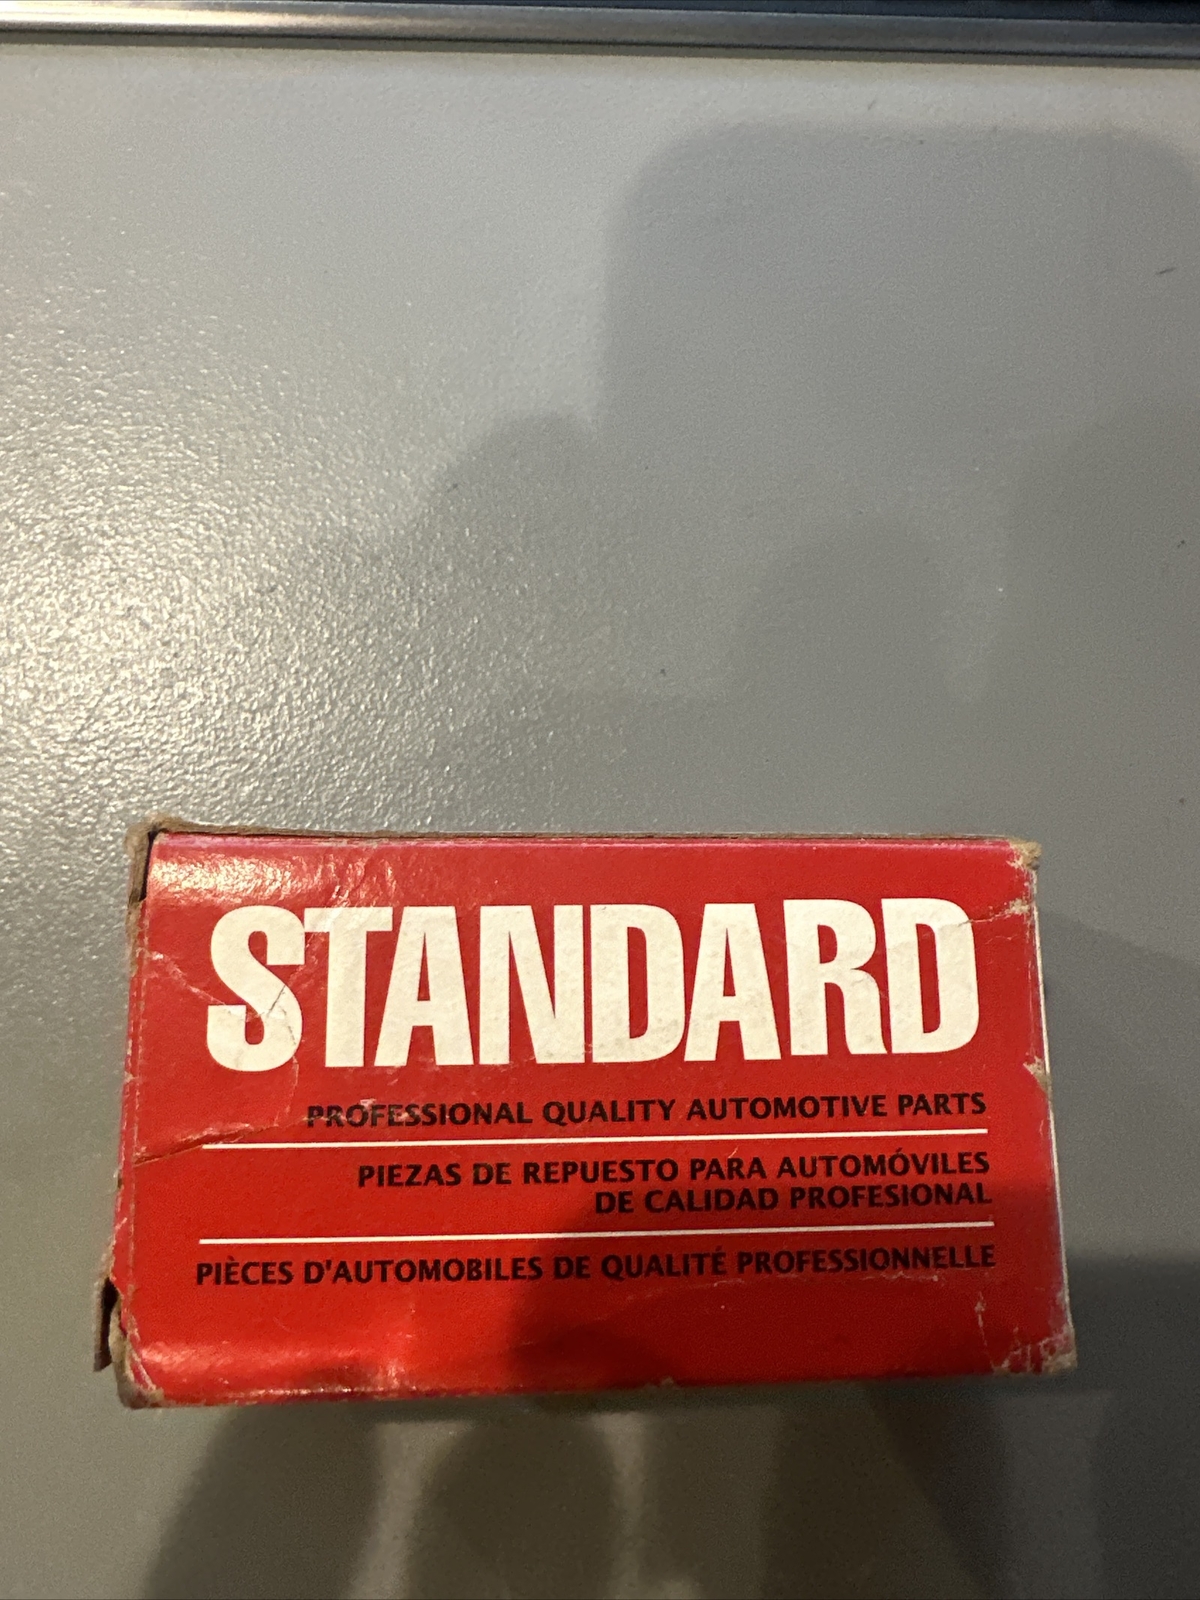 STANDARD
PROFESSIONAL QUALITY AUTOMOTIVE PARTS
PIEZAS DE REPUESTO PARA AUTOMÓVILES
DE CALIDAD PROFESIONAL
PIÈCES D'AUTOMOBILES DE QUALITÉ PROFESSIONNELLE